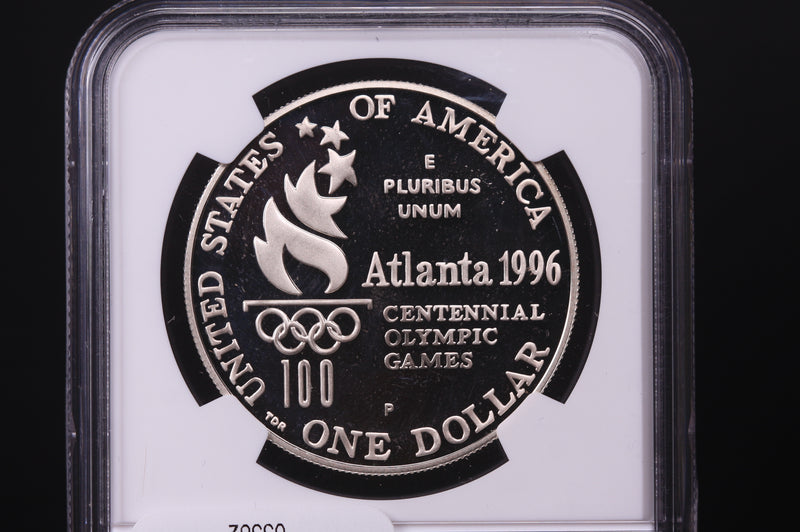 UNITED STATES OF AMERICA
E
PLURIBUS
UNUM
Atlanta 1996
CENTENNIAL
OLYMPIC
GAMES
100
P
TDR
ONE DOLLAR